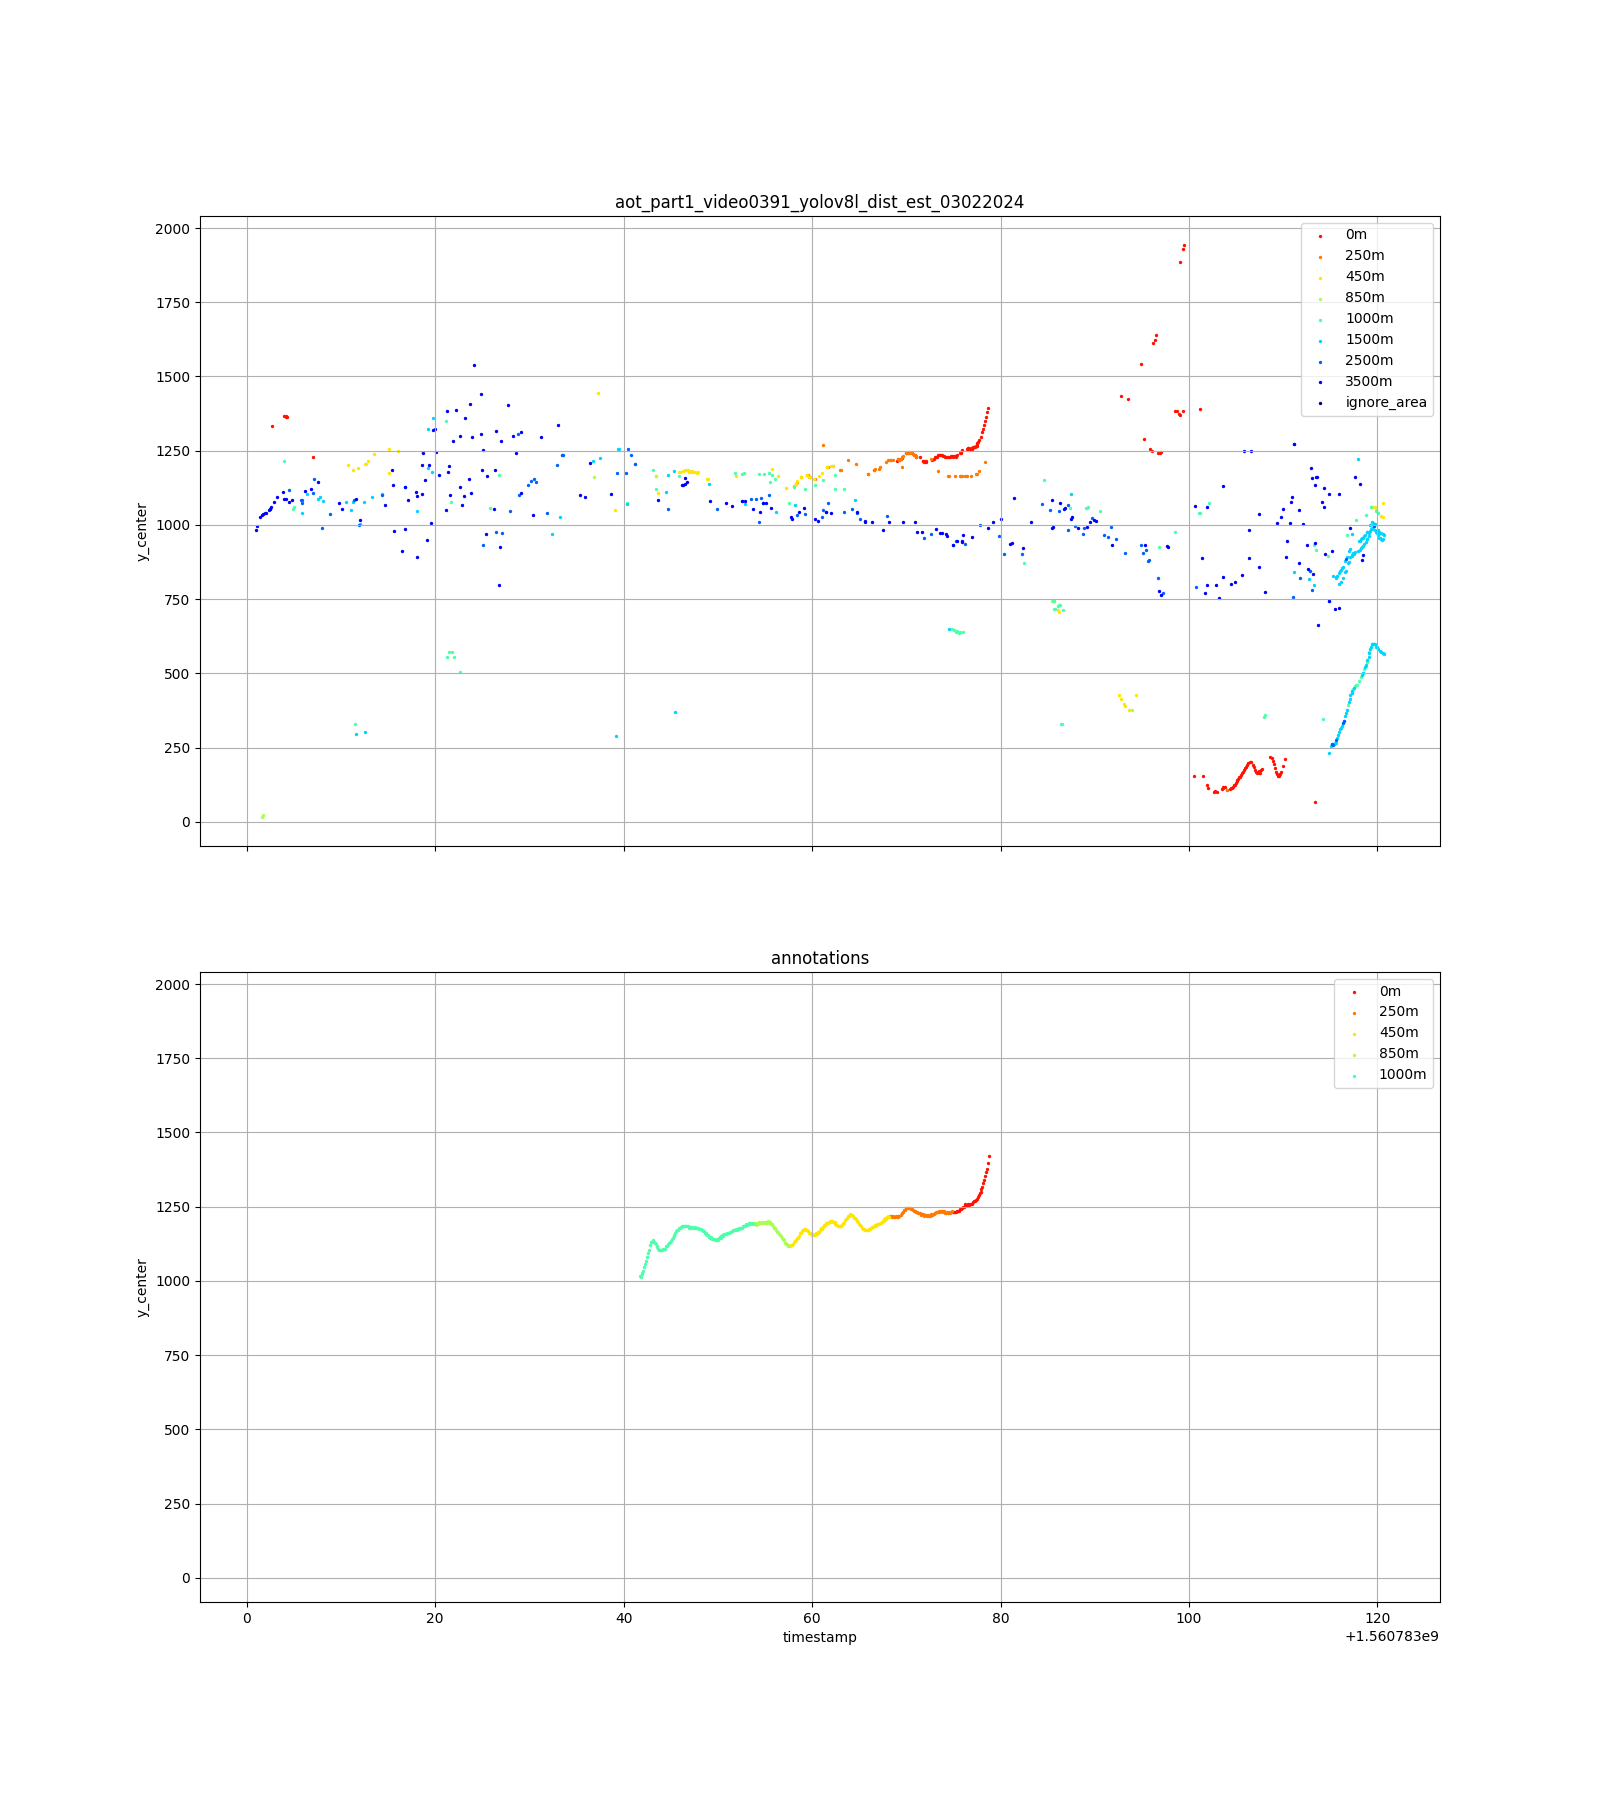 aot_part1_video0391_yolov8l_dist_est_03022024
2000
1750
1500
1250
1000
750
500
250
0
y_center
0m
250m
450m
850m
1000m
1500m
2500m
3500m
ignore_area
annotations
2000
1750
1500
1250
1000
750
500
250
0
y_center
0m
250m
450m
850m
1000m
0 20 40 60 80 100 120
timestamp
+1.560783e9